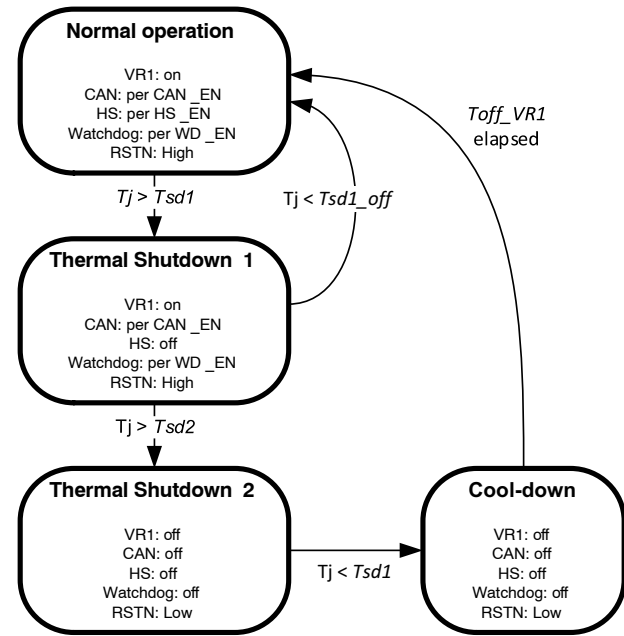 Normal operation
VR1: on
CAN: per CAN _EN
HS: per HS _EN
Watchdog: per WD _EN
RSTN: High
Toff_VR1
elapsed
Tj > Tsd1
Tj < Tsd1_off
Thermal Shutdown 1
VR1: on
CAN: per CAN _EN
HS: off
Watchdog: per WD _EN
RSTN: High
Tj > Tsd2
Thermal Shutdown 2
VR1: off
CAN: off
HS: off
Watchdog: off
RSTN: Low
Tj < Tsd1
Cool-down
VR1: off
CAN: off
HS: off
Watchdog: off
RSTN: Low